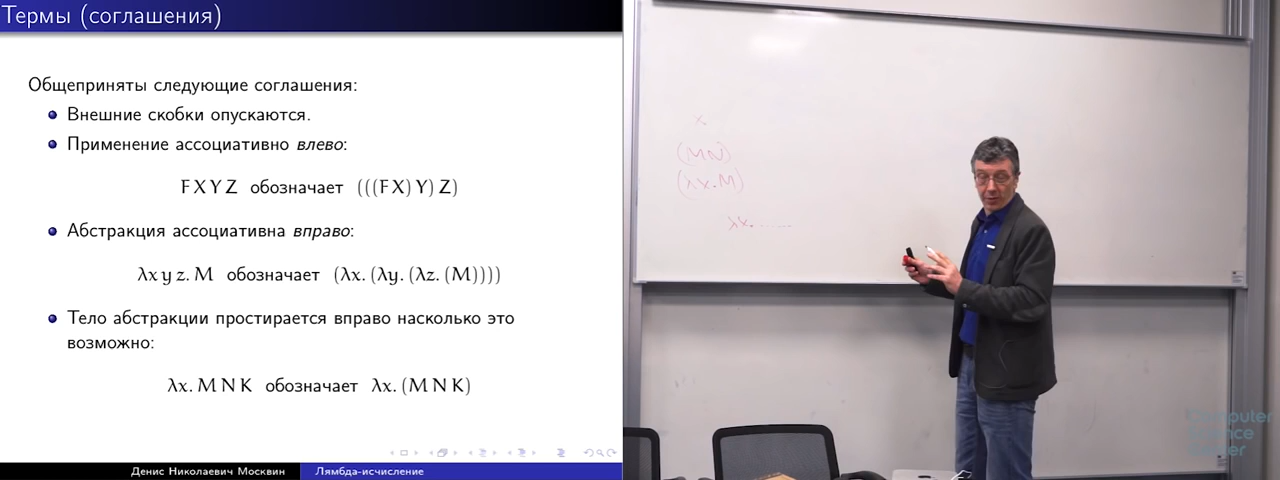 Термы (соглашения)
Общеприняты следующие соглашения:
Внешние скобки опускаются.
Применение ассоциативно влево:
F X Y Z обозначает (((F X) Y) Z)
Абстракция ассоциативна вправо:
λx y z. M обозначает (λx. (λy. (λz. (M))))
Тело абстракции простирается вправо насколько это
возможно:
λx. M N K обозначает λx. (M N K)
Денис Николаевич Москвин
Лямбда-исчисление
x
(MN)
(λx.M)
λx.......
Computer
Science
Center